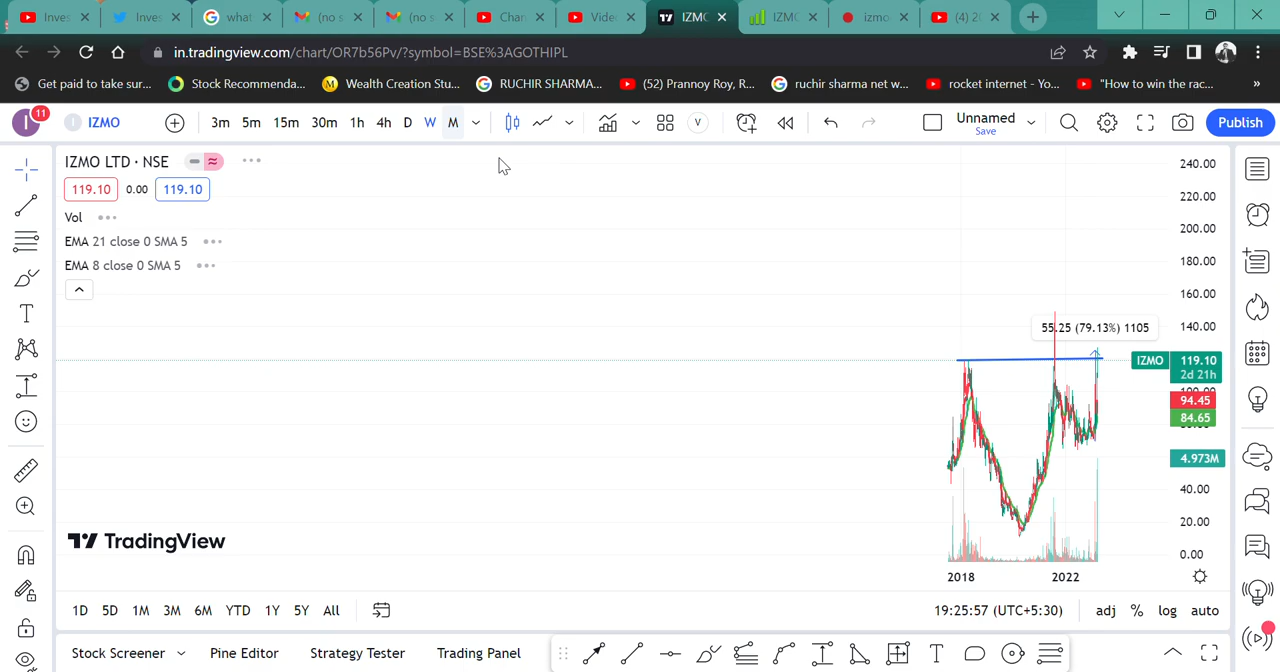 Inves
Inves
what
(no s
(no s
Chan
Vide
IZMO
IZMO
izmo
(4) 20
in.tradingview.com/chart/OR7b56Pv/?symbol=BSE%3AGOTHIPL
Get paid to take sur...
Stock Recommenda...
Wealth Creation Stu...
RUCHIR SHARMA...
(52) Prannoy Roy, R...
ruchir sharma net w...
rocket internet - Yo...
"How to win the rac...
»
I
11
I
IZMO
3m
5m
15m
30m
1h
4h
D
W
M
V
Unnamed
Save
Publish
IZMO LTD · NSE
119.10
0.00
119.10
Vol
EMA 21 close 0 SMA 5
EMA 8 close 0 SMA 5
240.00
220.00
200.00
180.00
160.00
140.00
55.25 (79.13%) 1105
IZMO
119.10
2d 21h
94.45
84.65
4.973M
40.00
20.00
0.00
TradingView
2018
2022
1D
5D
1M
3M
6M
YTD
1Y
5Y
All
19:25:57 (UTC+5:30)
adj
%
log
auto
Stock Screener
Pine Editor
Strategy Tester
Trading Panel